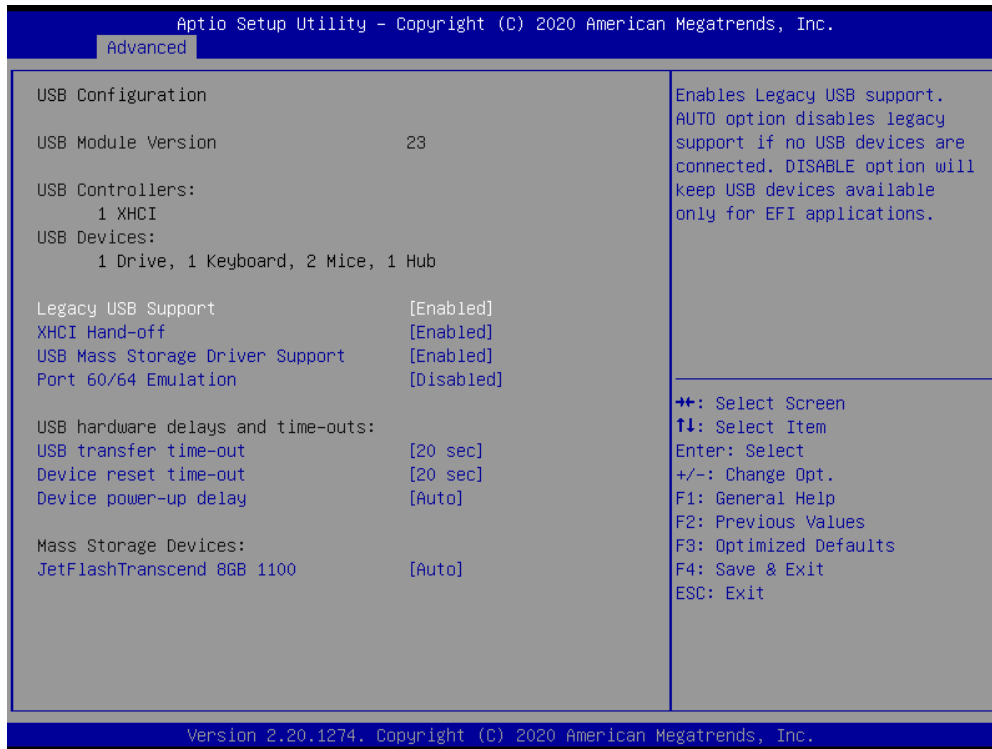 Aptio Setup Utility – Copyright (C) 2020 American Megatrends, Inc.
Advanced
USB Configuration
USB Module Version 23
USB Controllers:
1 XHCI
USB Devices:
1 Drive, 1 Keyboard, 2 Mice, 1 Hub
Legacy USB Support [Enabled]
XHCI Hand-off [Enabled]
USB Mass Storage Driver Support [Enabled]
Port 60/64 Emulation [Disabled]
USB hardware delays and time-outs:
USB transfer time-out [20 sec]
Device reset time-out [20 sec]
Device power-up delay [Auto]
Mass Storage Devices:
JetFlashTranscend 8GB 1100 [Auto]
Enables Legacy USB support.
AUTO option disables legacy
support if no USB devices are
connected. DISABLE option will
keep USB devices available
only for EFI applications.
→←: Select Screen
↑↓: Select Item
Enter: Select
+/-: Change Opt.
F1: General Help
F2: Previous Values
F3: Optimized Defaults
F4: Save & Exit
ESC: Exit
Version 2.20.1274. Copyright (C) 2020 American Megatrends, Inc.